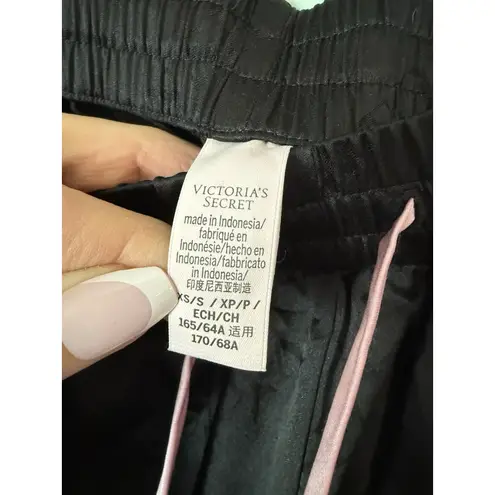 VICTORIA'S
SECRET
made in Indonesia/
fabriqué en
Indonésie/hecho en
Indonesia/fabbricato
in Indonesia/
印度尼西亚制造
XS/S / XP/P /
ECH/CH
165/64A 适用
170/68A